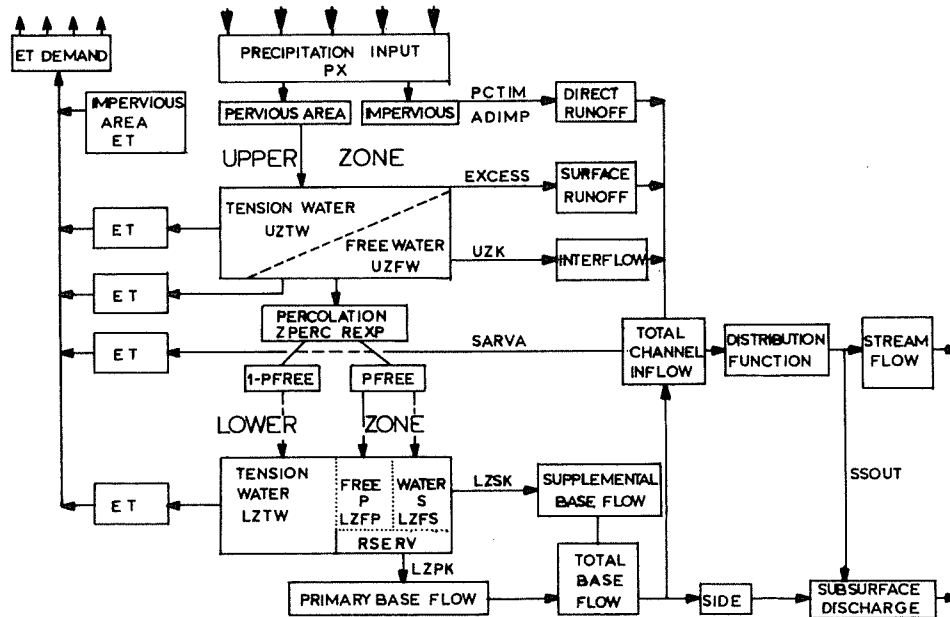 ET DEMAND
PRECIPITATION INPUT
PX
IMPERVIOUS
AREA
ET
PERVIOUS AREA
IMPERVIOUS
PCTIM
ADIMP
DIRECT
RUNOFF
UPPER ZONE
TENSION WATER
UZTW
FREE WATER
UZFW
EXCESS
SURFACE
RUNOFF
ET
UZK
INTERFLOW
ET
PERCOLATION
ZPERC REXP
ET
SARVA
TOTAL
CHANNEL
INFLOW
DISTRIBUTION
FUNCTION
STREAM
FLOW
1-PFREE
PFREE
LOWER ZONE
TENSION
WATER
LZTW
FREE
P
LZFP
WATER
S
LZFS
RSERV
LZSK
SUPPLEMENTAL
BASE FLOW
SSOUT
ET
LZPK
PRIMARY BASE FLOW
TOTAL
BASE
FLOW
SIDE
SUBSURFACE
DISCHARGE